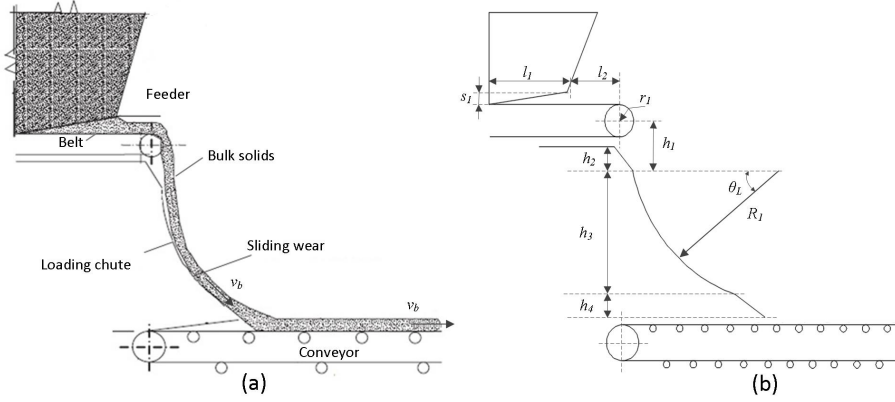 Feeder
Belt
Bulk solids
Loading chute
Sliding wear
v_b
v_b
Conveyor
(a)
l_1
l_2
s_1
r_1
h_1
h_2
θ_L
R_1
h_3
h_4
(b)